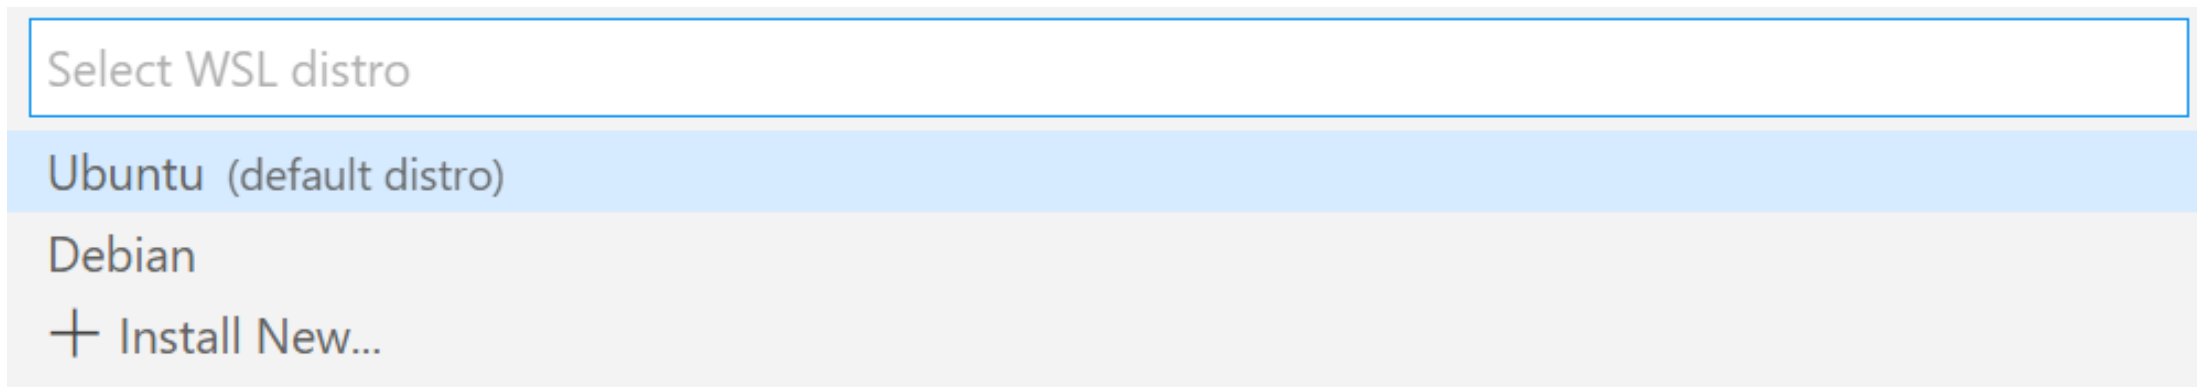 Select WSL distro
Ubuntu (default distro)
Debian
+ Install New...